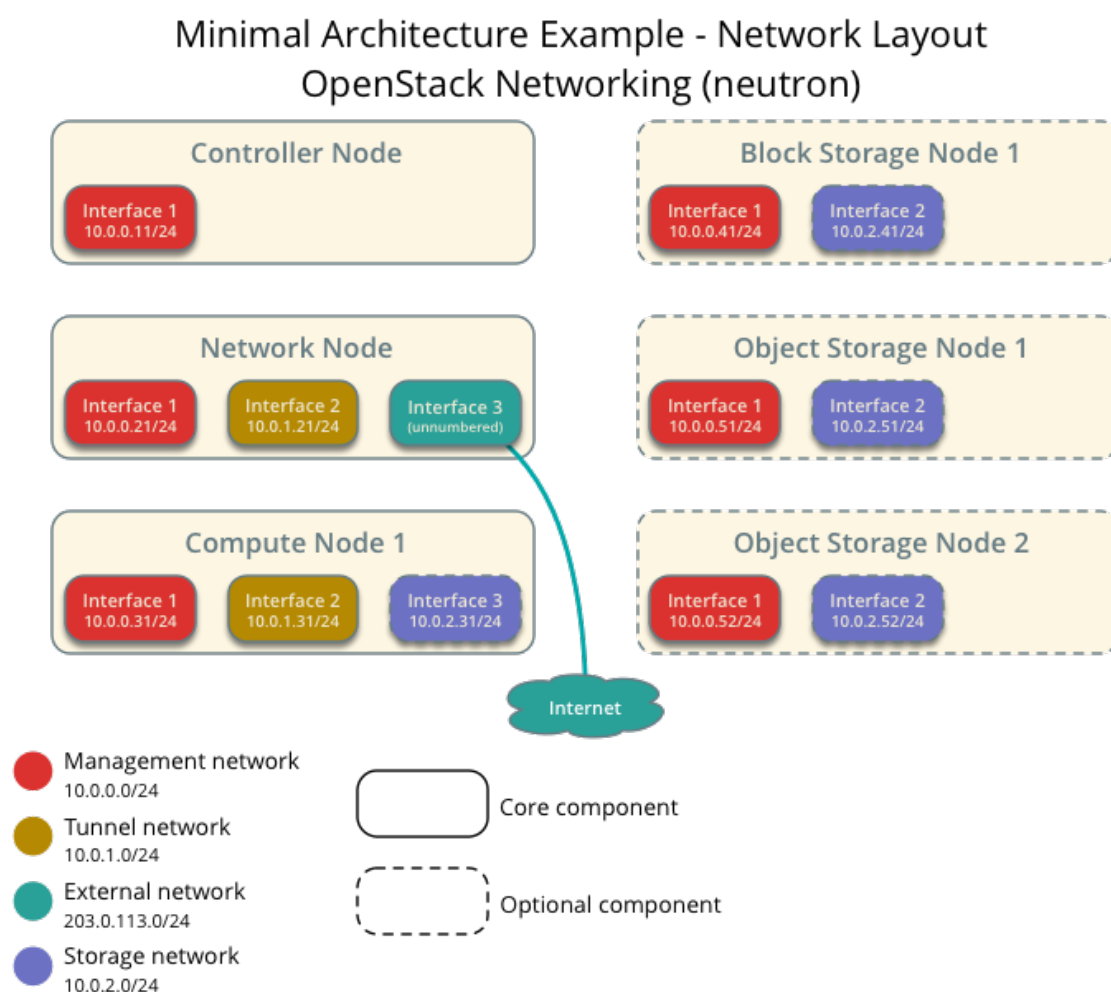 Minimal Architecture Example - Network Layout
OpenStack Networking (neutron)
Controller Node
Interface 1
10.0.0.11/24
Block Storage Node 1
Interface 1
10.0.0.41/24
Interface 2
10.0.2.41/24
Network Node
Interface 1
10.0.0.21/24
Interface 2
10.0.1.21/24
Interface 3
(unnumbered)
Object Storage Node 1
Interface 1
10.0.0.51/24
Interface 2
10.0.2.51/24
Compute Node 1
Interface 1
10.0.0.31/24
Interface 2
10.0.1.31/24
Interface 3
10.0.2.31/24
Object Storage Node 2
Interface 1
10.0.0.52/24
Interface 2
10.0.2.52/24
Internet
Management network
10.0.0.0/24
Tunnel network
10.0.1.0/24
External network
203.0.113.0/24
Storage network
10.0.2.0/24
Core component
Optional component